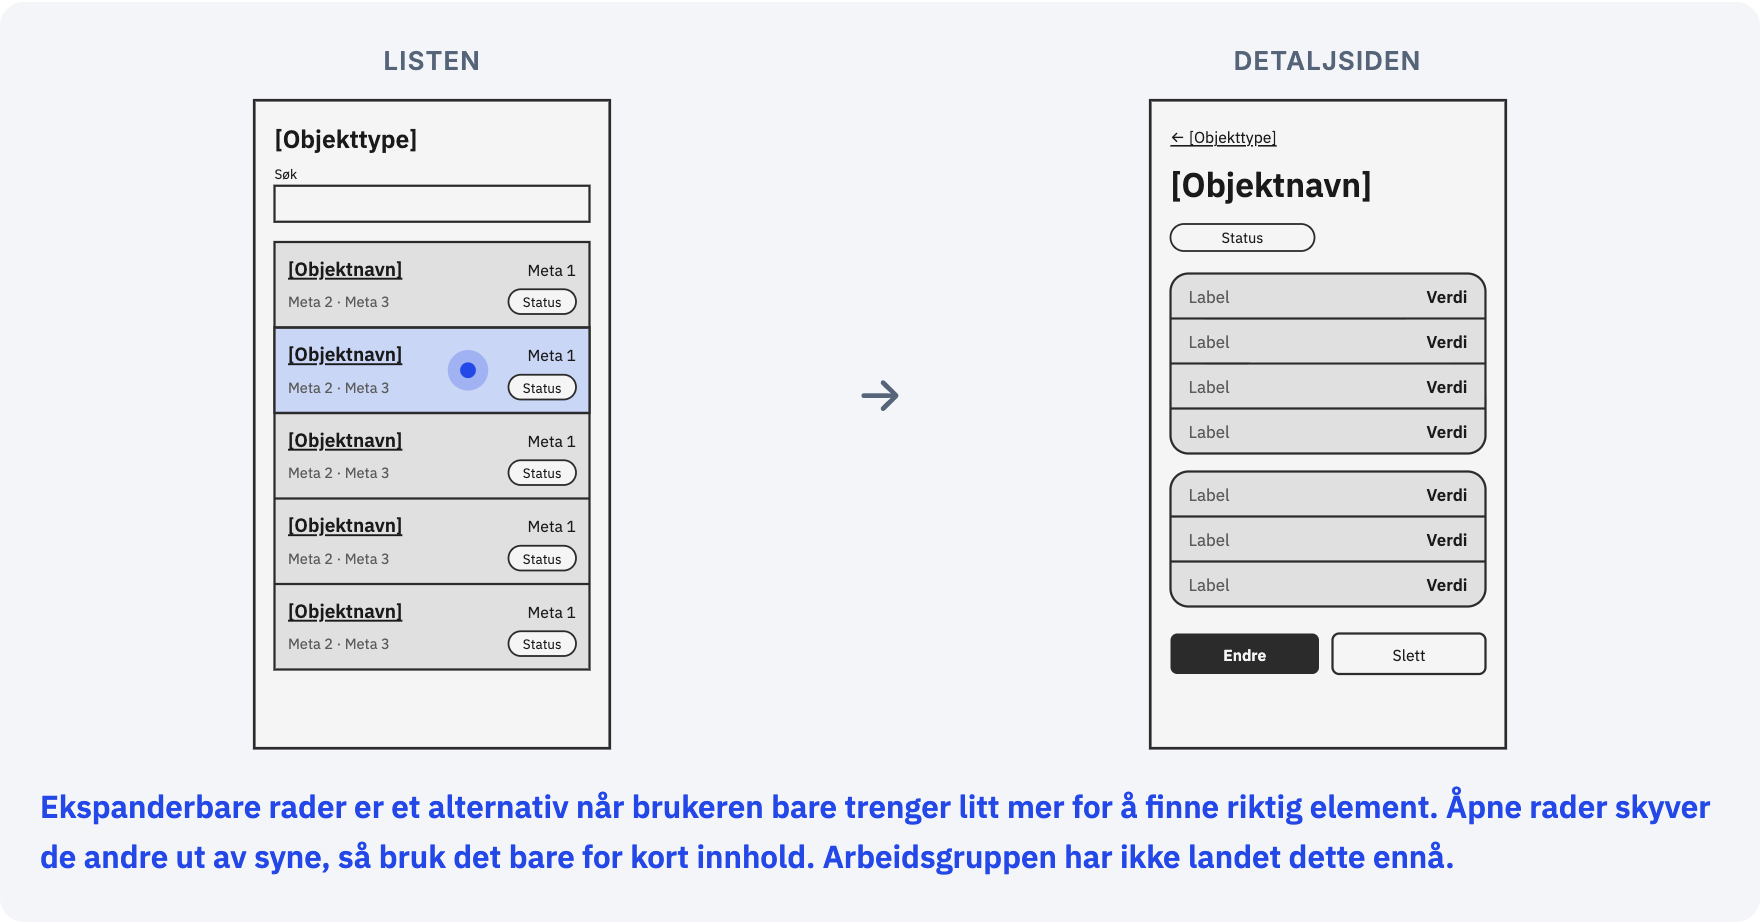 LISTEN
[Objekttype]
Søk
[Objektnavn] Meta 1
Meta 2 · Meta 3 Status
[Objektnavn] Meta 1
Meta 2 · Meta 3 Status
[Objektnavn] Meta 1
Meta 2 · Meta 3 Status
[Objektnavn] Meta 1
Meta 2 · Meta 3 Status
[Objektnavn] Meta 1
Meta 2 · Meta 3 Status
→
DETALJSIDEN
← [Objekttype]
[Objektnavn]
Status
Label Verdi
Label Verdi
Label Verdi
Label Verdi
Label Verdi
Label Verdi
Label Verdi
Endre Slett
Ekspanderbare rader er et alternativ når brukeren bare trenger litt mer for å finne riktig element. Åpne rader skyver
de andre ut av syne, så bruk det bare for kort innhold. Arbeidsgruppen har ikke landet dette ennå.